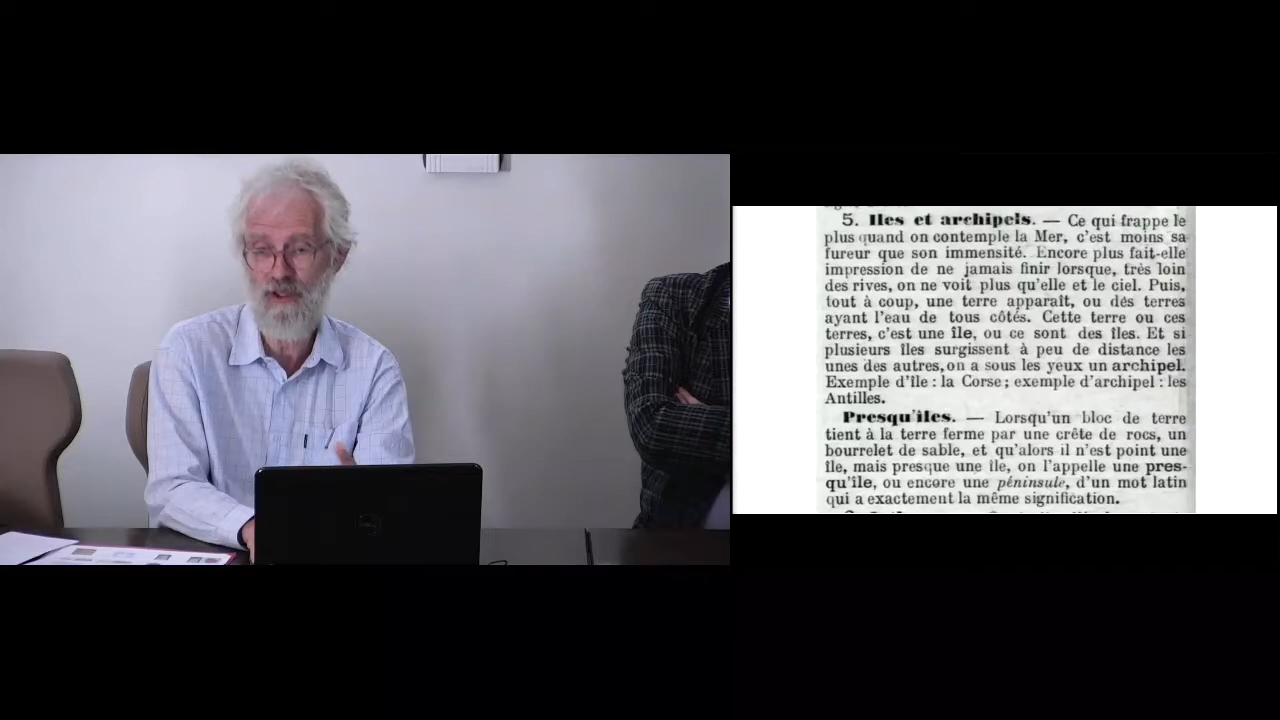 5. Iles et archipels. — Ce qui frappe le
plus quand on contemple la Mer, c'est moins sa
fureur que son immensité. Encore plus fait-elle
impression de ne jamais finir lorsque, très loin
des rives, on ne voit plus qu'elle et le ciel. Puis,
tout à coup, une terre apparaît, ou des terres
ayant l'eau de tous côtés. Cette terre ou ces
terres, c'est une île, ou ce sont des îles. Et si
plusieurs îles surgissent à peu de distance les
unes des autres, on a sous les yeux un archipel.
Exemple d'île : la Corse ; exemple d'archipel : les
Antilles.
Presqu'îles. — Lorsqu'un bloc de terre
tient à la terre ferme par une crête de rocs, un
bourrelet de sable, et qu'alors il n'est point une
île, mais presque une île, on l'appelle une pres-
qu'île, ou encore une péninsule, d'un mot latin
qui a exactement la même signification.